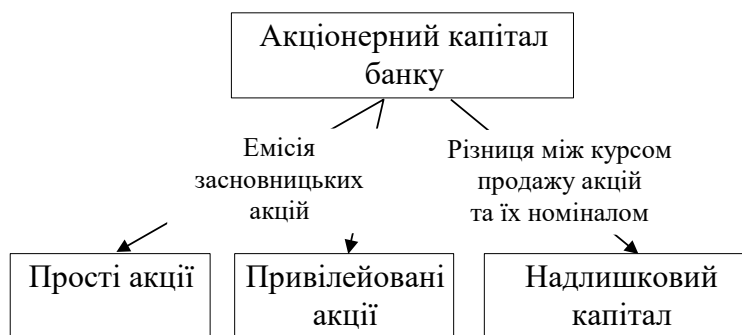 Акціонерний капітал
банку
Емісія
засновницьких
акцій
Різниця між курсом
продажу акцій
та їх номіналом
Прості акції
Привілейовані
акції
Надлишковий
капітал